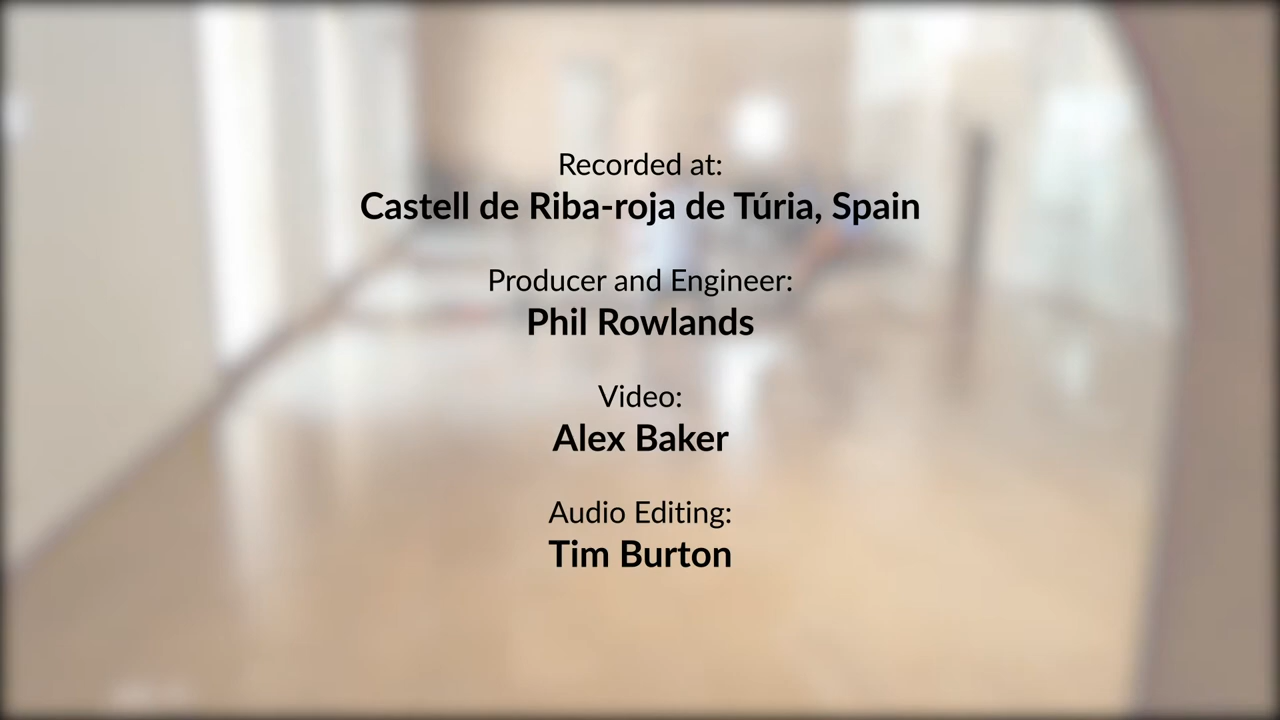 Recorded at:
Castell de Riba-roja de Túria, Spain
Producer and Engineer:
Phil Rowlands
Video:
Alex Baker
Audio Editing:
Tim Burton